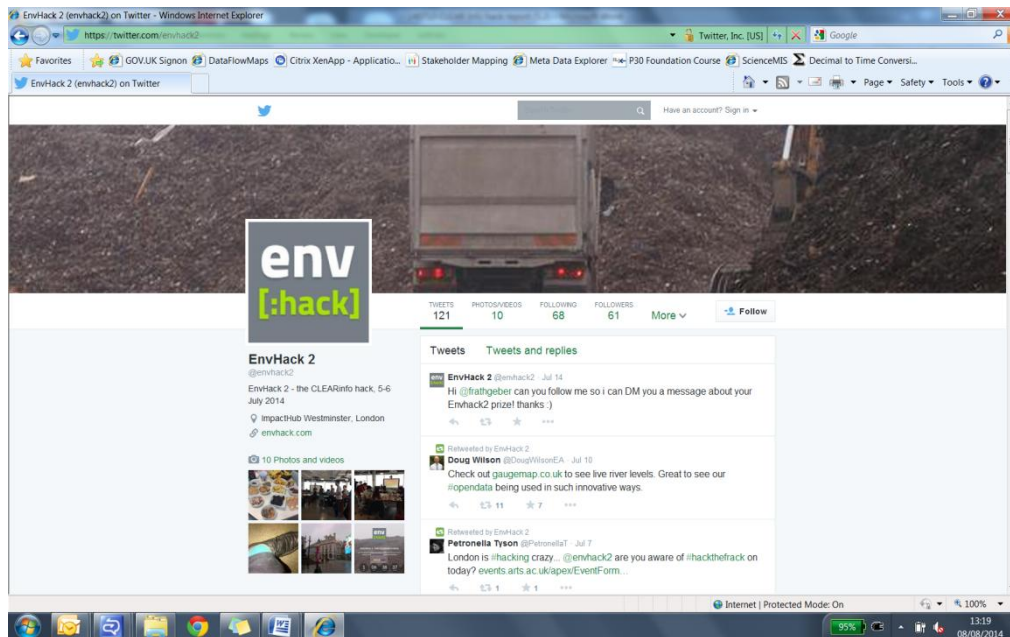 EnvHack 2 (envhack2) on Twitter - Windows Internet Explorer
https://twitter.com/envhack2
Twitter, Inc. [US]
Google
Favorites
GOV.UK Signon
DataFlowMaps
Citrix XenApp - Applicatio...
Stakeholder Mapping
Meta Data Explorer
P30 Foundation Course
ScienceMIS
Decimal to Time Conversi...
EnvHack 2 (envhack2) on Twitter
Page
Safety
Tools
Have an account? Sign in
env
[:hack]
TWEETS PHOTOS/VIDEOS FOLLOWING FOLLOWERS
121 10 68 61 More
Follow
EnvHack 2
@envhack2
EnvHack 2 - the CLEARinfo hack, 5-6
July 2014
ImpactHub Westminster, London
envhack.com
10 Photos and videos
env
Tweets Tweets and replies
EnvHack 2 @envhack2 · Jul 14
Hi @frathgeber can you follow me so i can DM you a message about your
Envhack2 prize! thanks :)
Retweeted by EnvHack 2
Doug Wilson @DougWilsonEA · Jul 10
Check out gaugemap.co.uk to see live river levels. Great to see our
#opendata being used in such innovative ways.
11 7
Retweeted by EnvHack 2
Petronella Tyson @PetronellaT · Jul 7
London is #hacking crazy... @envhack2 are you aware of #hackthefrack on
today? events.arts.ac.uk/apex/EventForm...
1 1
Internet | Protected Mode: On
100%
95%
13:19
08/08/2014